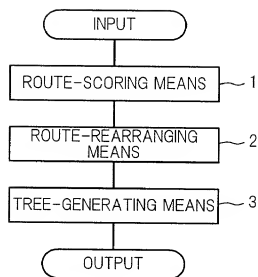 INPUT
ROUTE-SCORING MEANS
1
ROUTE-REARRANGING
MEANS
2
TREE-GENERATING MEANS
3
OUTPUT